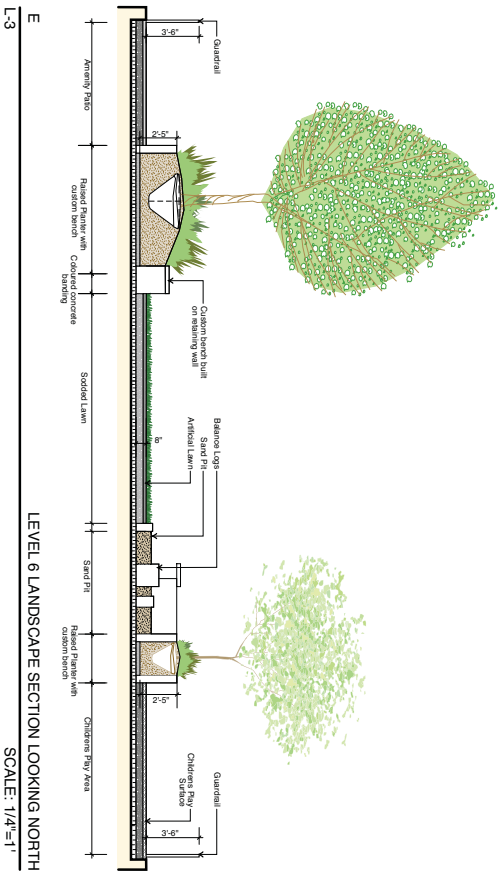 3'-6"
Guardrail
2'-5"
Custom bench built
on retaining wall
8"
Artificial Lawn
Sand Pit
Balance Logs
2'-5"
Childrens Play
Surface
3'-6"
Guardrail
Amenity Patio
Raised Planter with
custom bench
Coloured concrete
banding
Sodded Lawn
Sand Pit
Raised Planter with
custom bench
Childrens Play Area
E
LEVEL 6 LANDSCAPE SECTION LOOKING NORTH
L-3
SCALE: 1/4"=1'